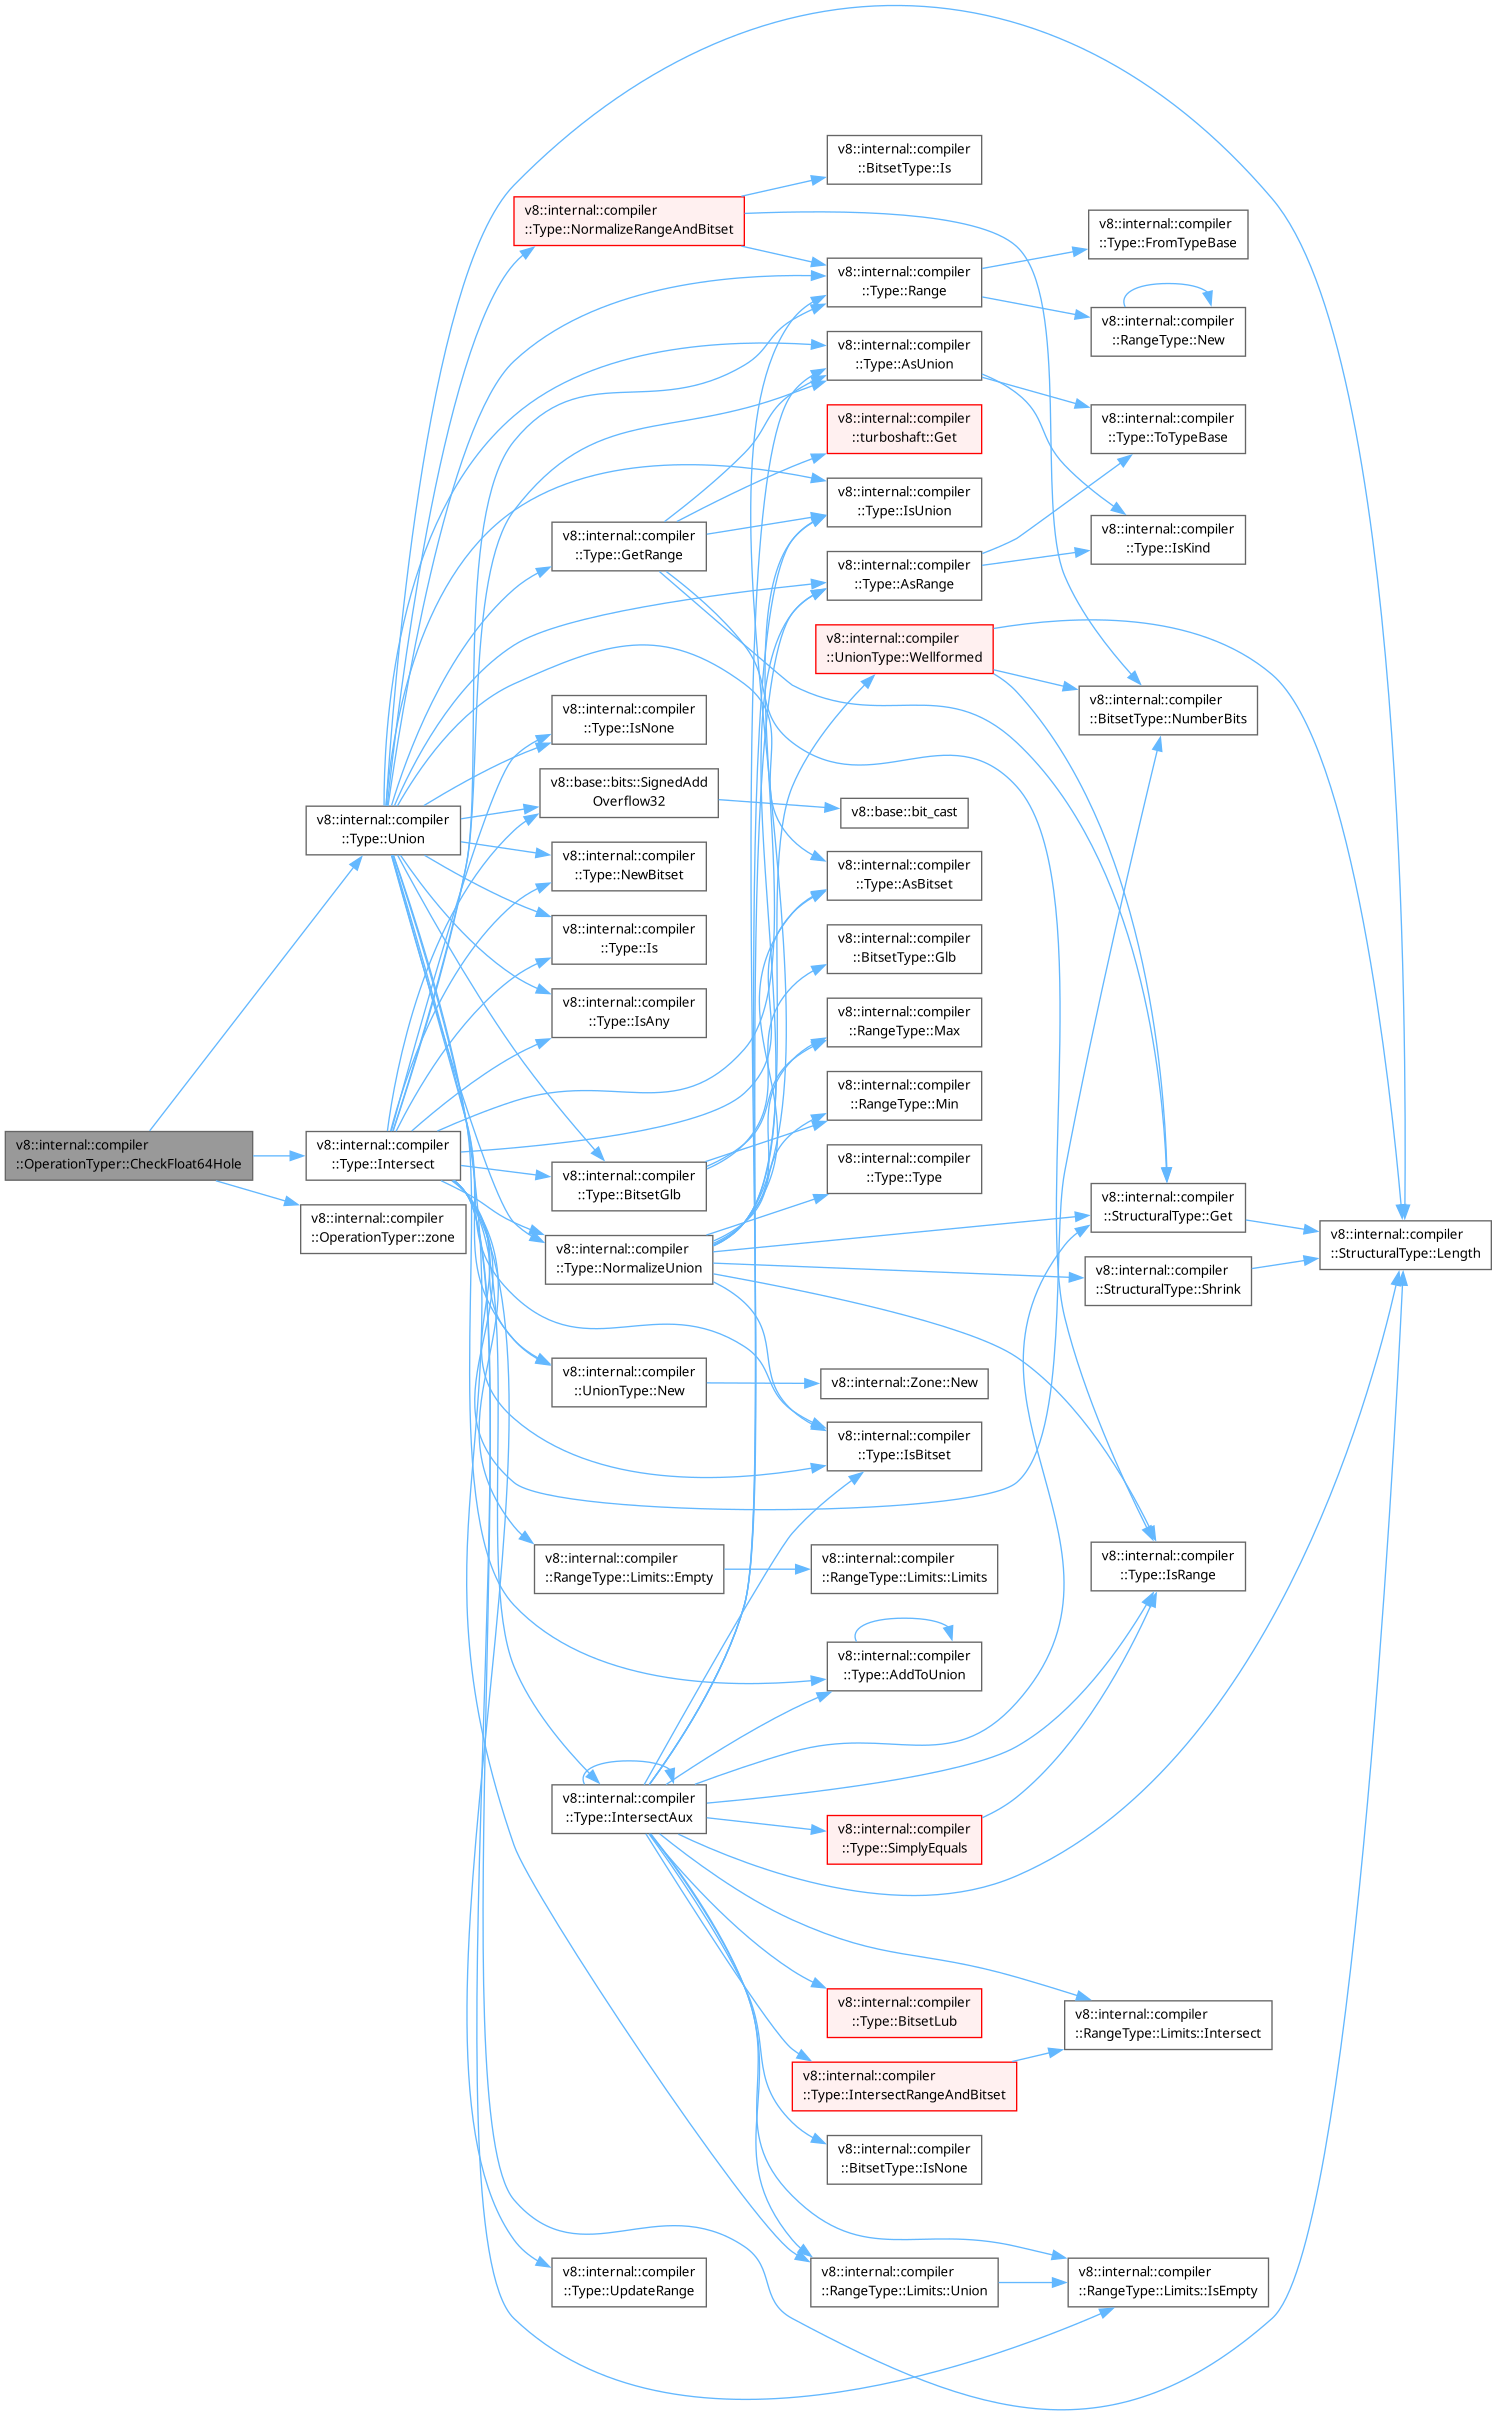 v8::internal::compiler
::OperationTyper::CheckFloat64Hole
v8::internal::compiler
::Type::Union
v8::internal::compiler
::Type::Intersect
v8::internal::compiler
::OperationTyper::zone
v8::internal::compiler
::Type::NormalizeRangeAndBitset
v8::internal::compiler
::Type::GetRange
v8::internal::compiler
::Type::IsNone
v8::base::bits::SignedAdd
Overflow32
v8::internal::compiler
::Type::NewBitset
v8::internal::compiler
::Type::Is
v8::internal::compiler
::Type::IsAny
v8::internal::compiler
::Type::BitsetGlb
v8::internal::compiler
::Type::NormalizeUnion
v8::internal::compiler
::UnionType::New
v8::internal::compiler
::RangeType::Limits::Empty
v8::internal::compiler
::Type::IntersectAux
v8::internal::compiler
::Type::UpdateRange
v8::internal::compiler
::BitsetType::Is
v8::internal::compiler
::Type::Range
v8::internal::compiler
::Type::AsUnion
v8::internal::compiler
::turboshaft::Get
v8::internal::compiler
::Type::IsUnion
v8::internal::compiler
::Type::AsRange
v8::internal::compiler
::UnionType::Wellformed
v8::base::bit_cast
v8::internal::compiler
::Type::AsBitset
v8::internal::compiler
::BitsetType::Glb
v8::internal::compiler
::RangeType::Max
v8::internal::compiler
::RangeType::Min
v8::internal::compiler
::Type::Type
v8::internal::Zone::New
v8::internal::compiler
::Type::IsBitset
v8::internal::compiler
::RangeType::Limits::Limits
v8::internal::compiler
::Type::AddToUnion
v8::internal::compiler
::Type::SimplyEquals
v8::internal::compiler
::Type::BitsetLub
v8::internal::compiler
::Type::IntersectRangeAndBitset
v8::internal::compiler
::BitsetType::IsNone
v8::internal::compiler
::RangeType::Limits::Union
v8::internal::compiler
::Type::FromTypeBase
v8::internal::compiler
::RangeType::New
v8::internal::compiler
::Type::ToTypeBase
v8::internal::compiler
::Type::IsKind
v8::internal::compiler
::BitsetType::NumberBits
v8::internal::compiler
::StructuralType::Get
v8::internal::compiler
::StructuralType::Shrink
v8::internal::compiler
::Type::IsRange
v8::internal::compiler
::RangeType::Limits::Intersect
v8::internal::compiler
::RangeType::Limits::IsEmpty
v8::internal::compiler
::StructuralType::Length